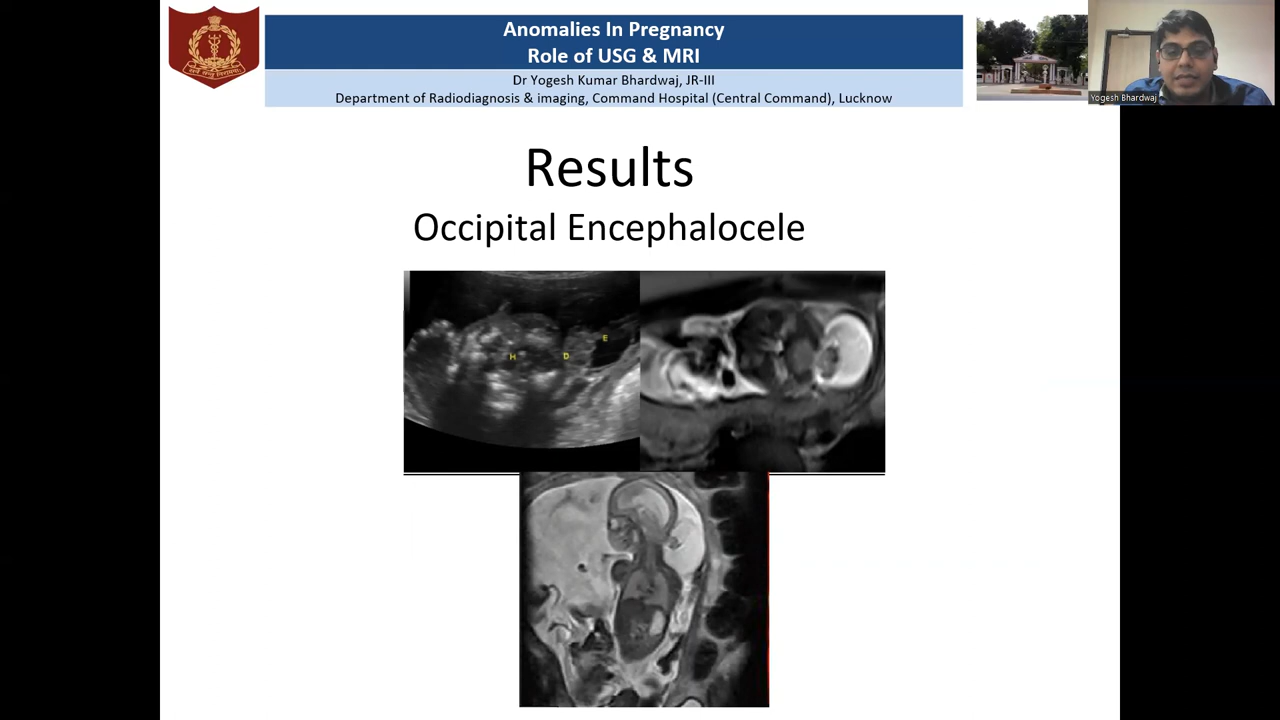 Anomalies In Pregnancy
Role of USG & MRI
Dr Yogesh Kumar Bhardwaj, JR-III
Department of Radiodiagnosis & imaging, Command Hospital (Central Command), Lucknow
Yogesh Bhardwaj
Results
Occipital Encephalocele
H D E